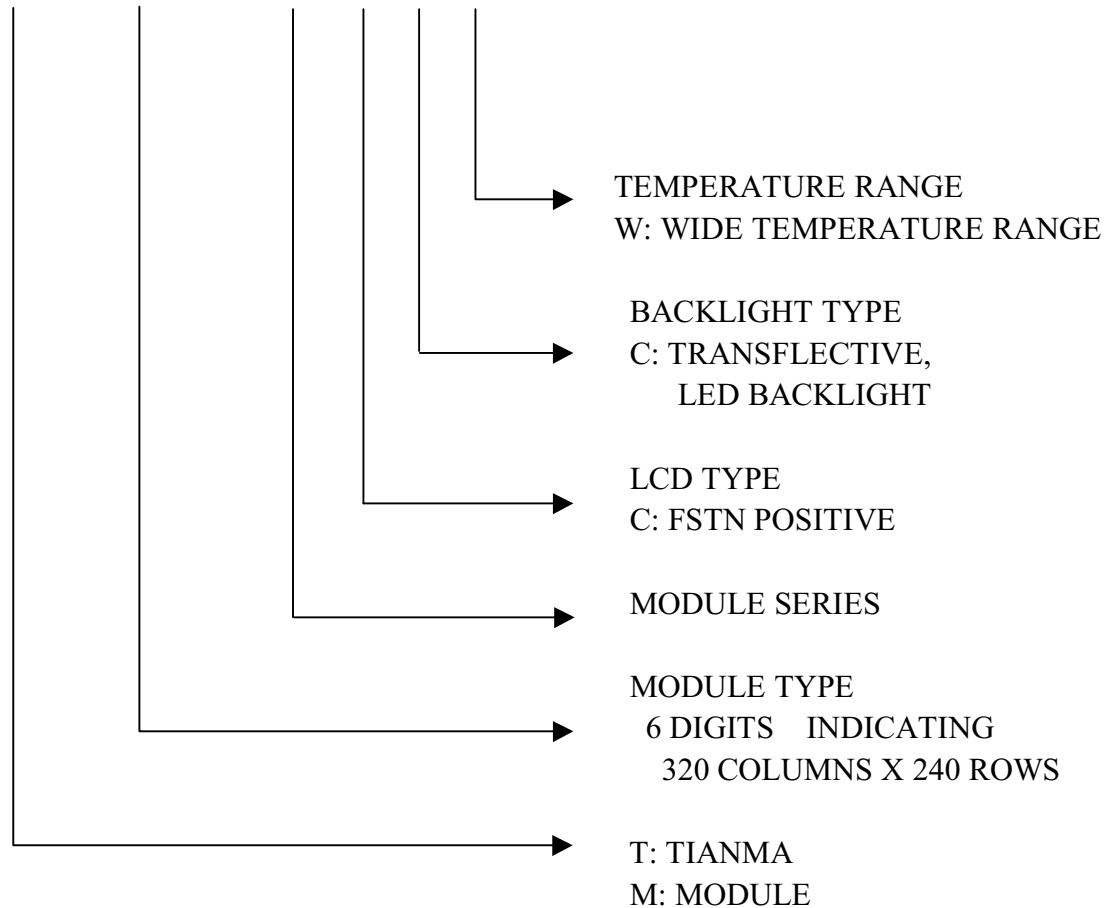 TEMPERATURE RANGE
W: WIDE TEMPERATURE RANGE
BACKLIGHT TYPE
C: TRANSFLECTIVE,
LED BACKLIGHT
LCD TYPE
C: FSTN POSITIVE
MODULE SERIES
MODULE TYPE
6 DIGITS INDICATING
320 COLUMNS X 240 ROWS
T: TIANMA
M: MODULE